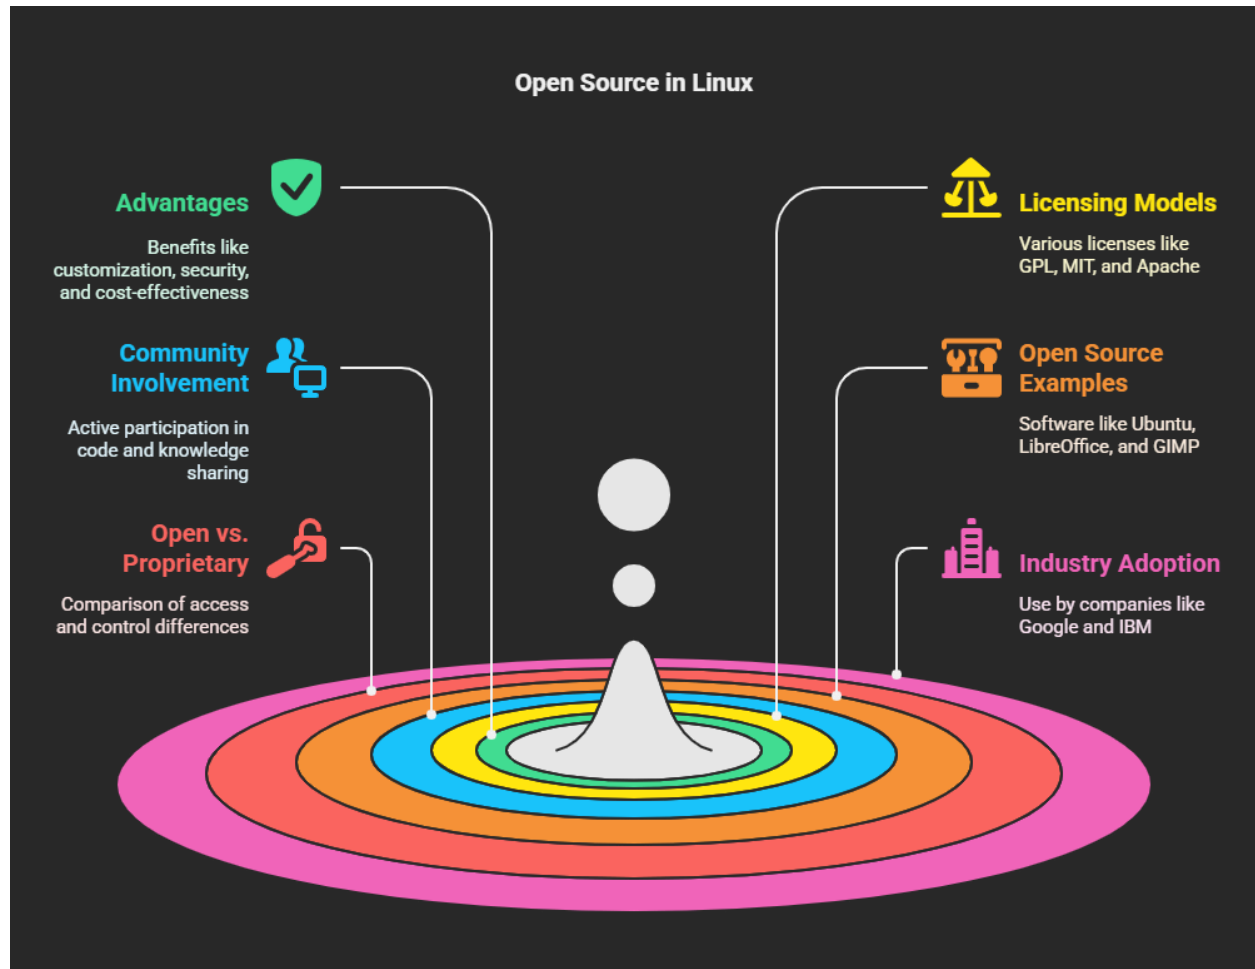 Open Source in Linux
Advantages
Benefits like
customization, security,
and cost-effectiveness
Community
Involvement
Active participation in
code and knowledge
sharing
Open vs.
Proprietary
Comparison of access
and control differences
Licensing Models
Various licenses like
GPL, MIT, and Apache
Open Source
Examples
Software like Ubuntu,
LibreOffice, and GIMP
Industry Adoption
Use by companies like
Google and IBM